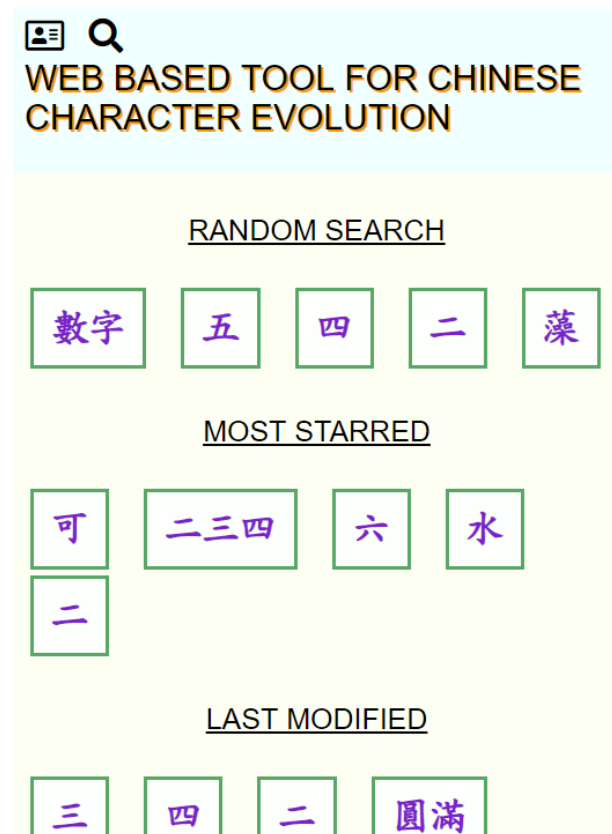 WEB BASED TOOL FOR CHINESE
CHARACTER EVOLUTION
RANDOM SEARCH
數字 五 四 二 藻
MOST STARRED
可 二三四 六 水
二
LAST MODIFIED
三 四 二 圓滿